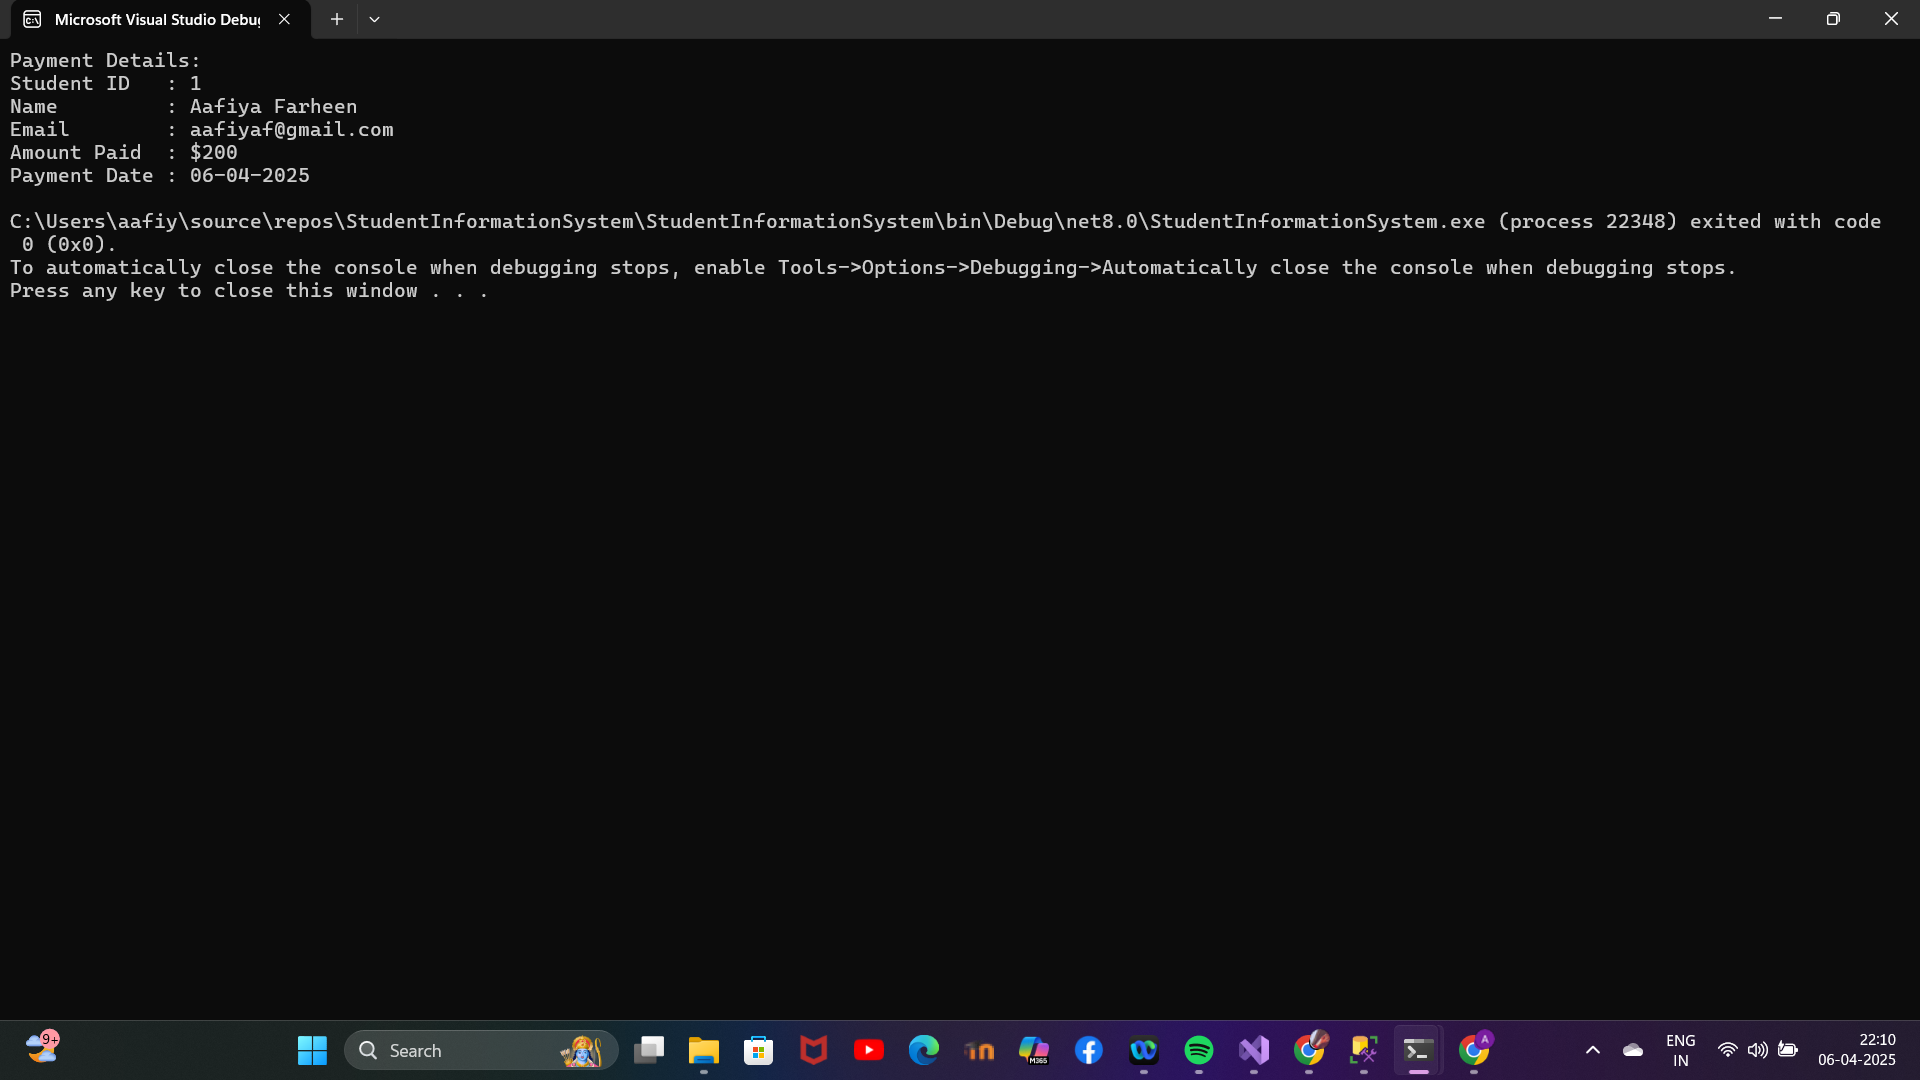 Microsoft Visual Studio Debu
Payment Details:
Student ID   : 1
Name         : Aafiya Farheen
Email        : aafiyaf@gmail.com
Amount Paid  : $200
Payment Date : 06-04-2025
C:\Users\aafiy\source\repos\StudentInformationSystem\StudentInformationSystem\bin\Debug\net8.0\StudentInformationSystem.exe (process 22348) exited with code
 0 (0x0).
To automatically close the console when debugging stops, enable Tools->Options->Debugging->Automatically close the console when debugging stops.
Press any key to close this window . . .
9+
Search
M365
A
ENG
IN
22:10
06-04-2025